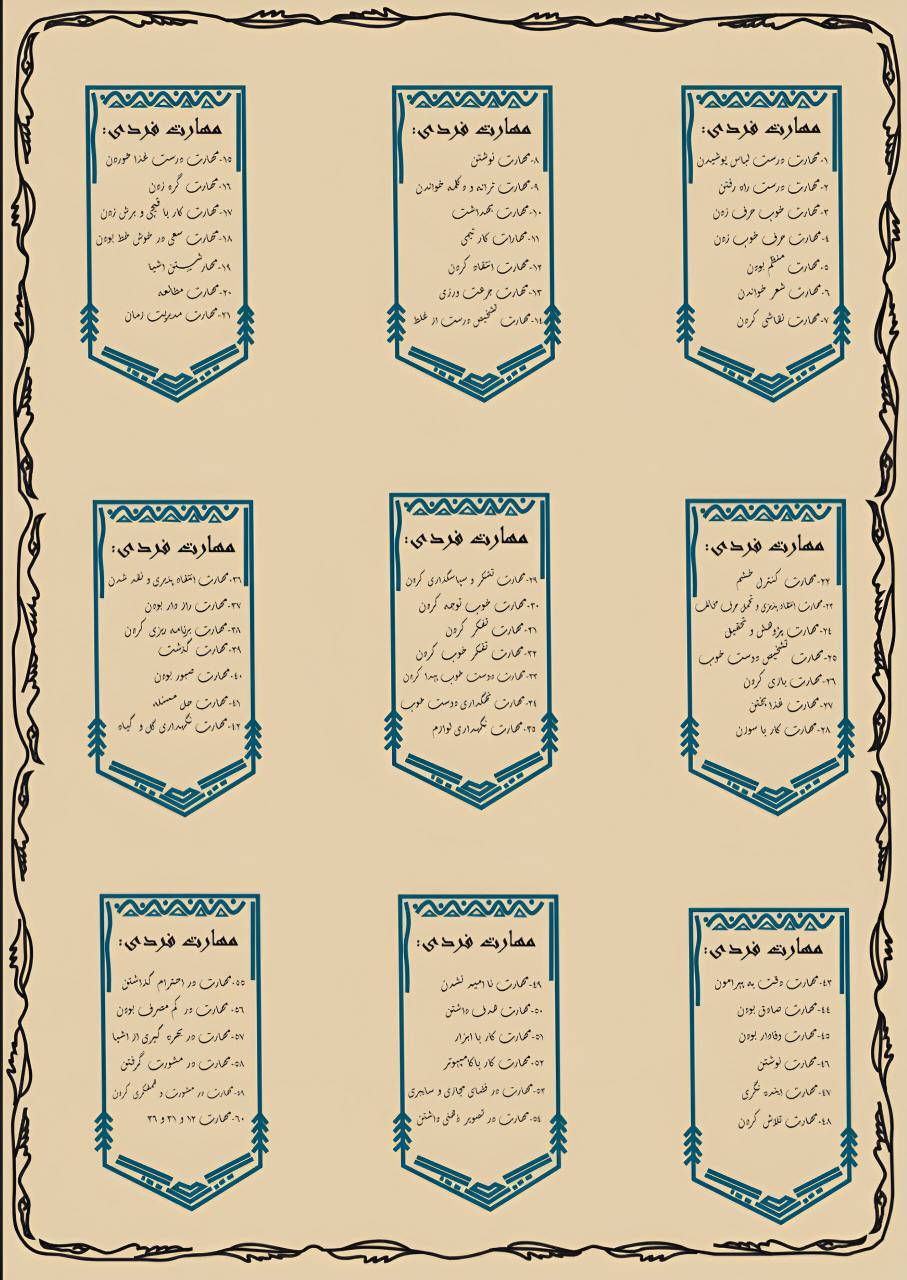 مهارت فردی:
۱-مهارت درست لباس پوشیدن
۲-مهارت درست راه رفتن
۳-مهارت خوب حرف زدن
۴-مهارت حرف خوب زدن
۵-مهارت منظم بودن
۶-مهارت شعر خواندن
۷-مهارت نقاشی کردن
مهارت فردی:
۸-مهارت نوشتن
۹-مهارت ترانه و دکلمه خواندن
۱۰-مهارت بهداشت
۱۱-مهارات کار تیمی
۱۲-مهارت انتقاد کردن
۱۳-مهارت جرعت ورزی
۱۴-مهارت تشخیص درست از غلط
مهارت فردی:
۱۵-مهارت درست غذا خوردن
۱۶-مهارت گره زدن
۱۷-مهارت کار با قیچی و برش زدن
۱۸-مهارت سعی در خوش خط بودن
۱۹-مهارشستن اشیا
۲۰-مهارت مطالعه
۲۱-مهارت مدیریت زمان
مهارت فردی:
۲۲-مهارت کنترل خشم
۲۳-مهارت انتقاد پذیری و تحمل حرف مخالف
۲۴-مهارت پژوهش و تحقیق
۲۵-مهارت تشخیص دوست خوب
۲۶-مهارت بازی کردن
۲۷-مهارت غذا پختن
۲۸-مهارت کار با سوزن
مهارت فردی:
۲۹-مهارت تشکر و سپاسگذاری کردن
۳۰-مهارت خوب توجه کردن
۳۱-مهارت تفکر کردن
۳۲-مهارت تفکر خوب کردن
۳۳-مهارت دوست خوب پیدا کردن
۳۴-مهارت نگهداری دوست خوب
۳۵-مهارت نگهداری لوازم
مهارت فردی:
۳۶-مهارت انتقاد پذیری و نقد شدن
۳۷-مهارت راز دار بودن
۳۸-مهارت برنامه ریزی کردن
۳۹-مهارت گذشت
۴۰-مهارت صبور بودن
۴۱-مهارت حل مسئله
۴۲-مهارت نگهداری گل و گیاه
مهارت فردی:
۴۳-مهارت دقت به پیرامون
۴۴-مهارت صادق بودن
۴۵-مهارت وفادار بودن
۴۶-مهارت نوشتن
۴۷-مهارت اینده نگری
۴۸-مهارت تلاش کردن
مهارت فردی:
۴۹-مهارت نا امید نشدن
۵۰-مهارت هدف داشتن
۵۱-مهارت کار با ابزار
۵۲-مهارت کار باکامپیوتر
۵۳-مهارت در فضای مجازی و سایبری
۵۴-مهارت در تصویر ذهنی داشتن
مهارت فردی:
۵۵-مهارت در احترام گذاشتن
۵۶-مهارت در کم مصرف بودن
۵۷-مهارت در تجربه گیری از اشیا
۵۸-مهارت در مشورت گرفتن
۵۹-مهارت در مشورت و همفکری کردن
۶۰-مهارت ۱۲ و ۳۱ و ۳۶